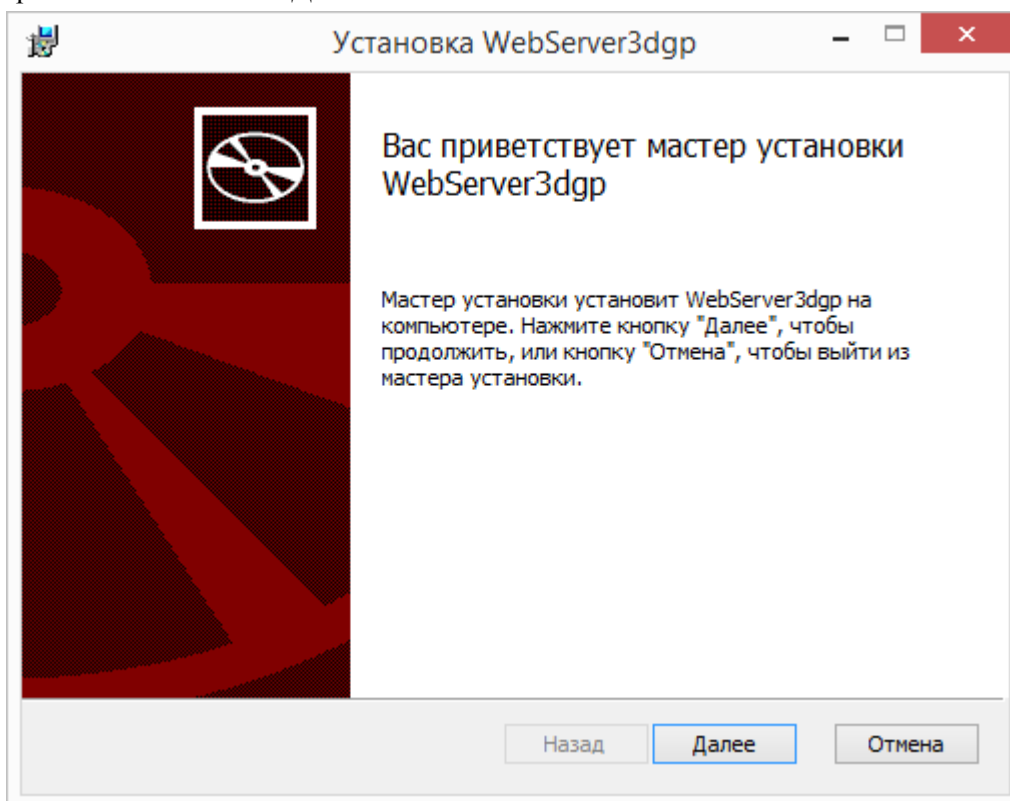 Установка WebServer3dgp
Вас приветствует мастер установки
WebServer3dgp
Мастер установки установит WebServer3dgp на
компьютере. Нажмите кнопку "Далее", чтобы
продолжить, или кнопку "Отмена", чтобы выйти из
мастера установки.
Назад Далее Отмена